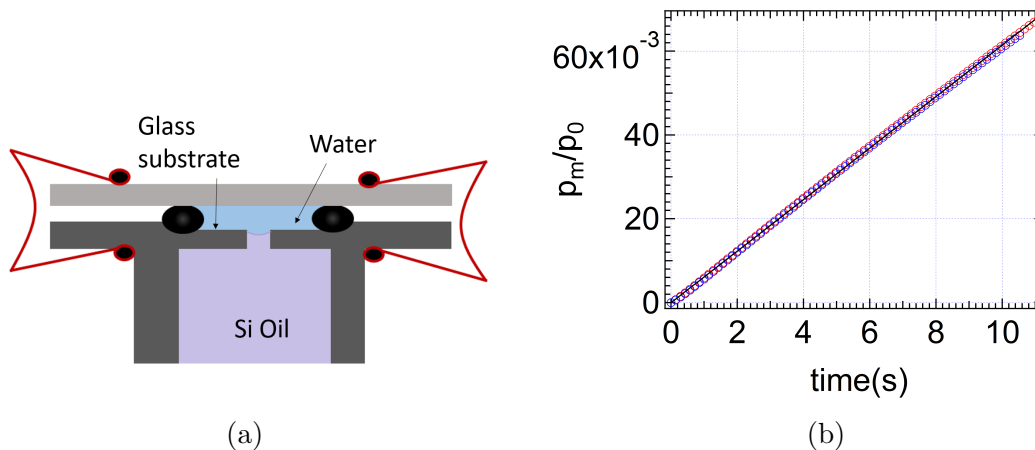 Glass
substrate
Water
Si Oil
(a)
p_m/p_0
60x10^-3
40
20
0
0 2 4 6 8 10
time(s)
(b)